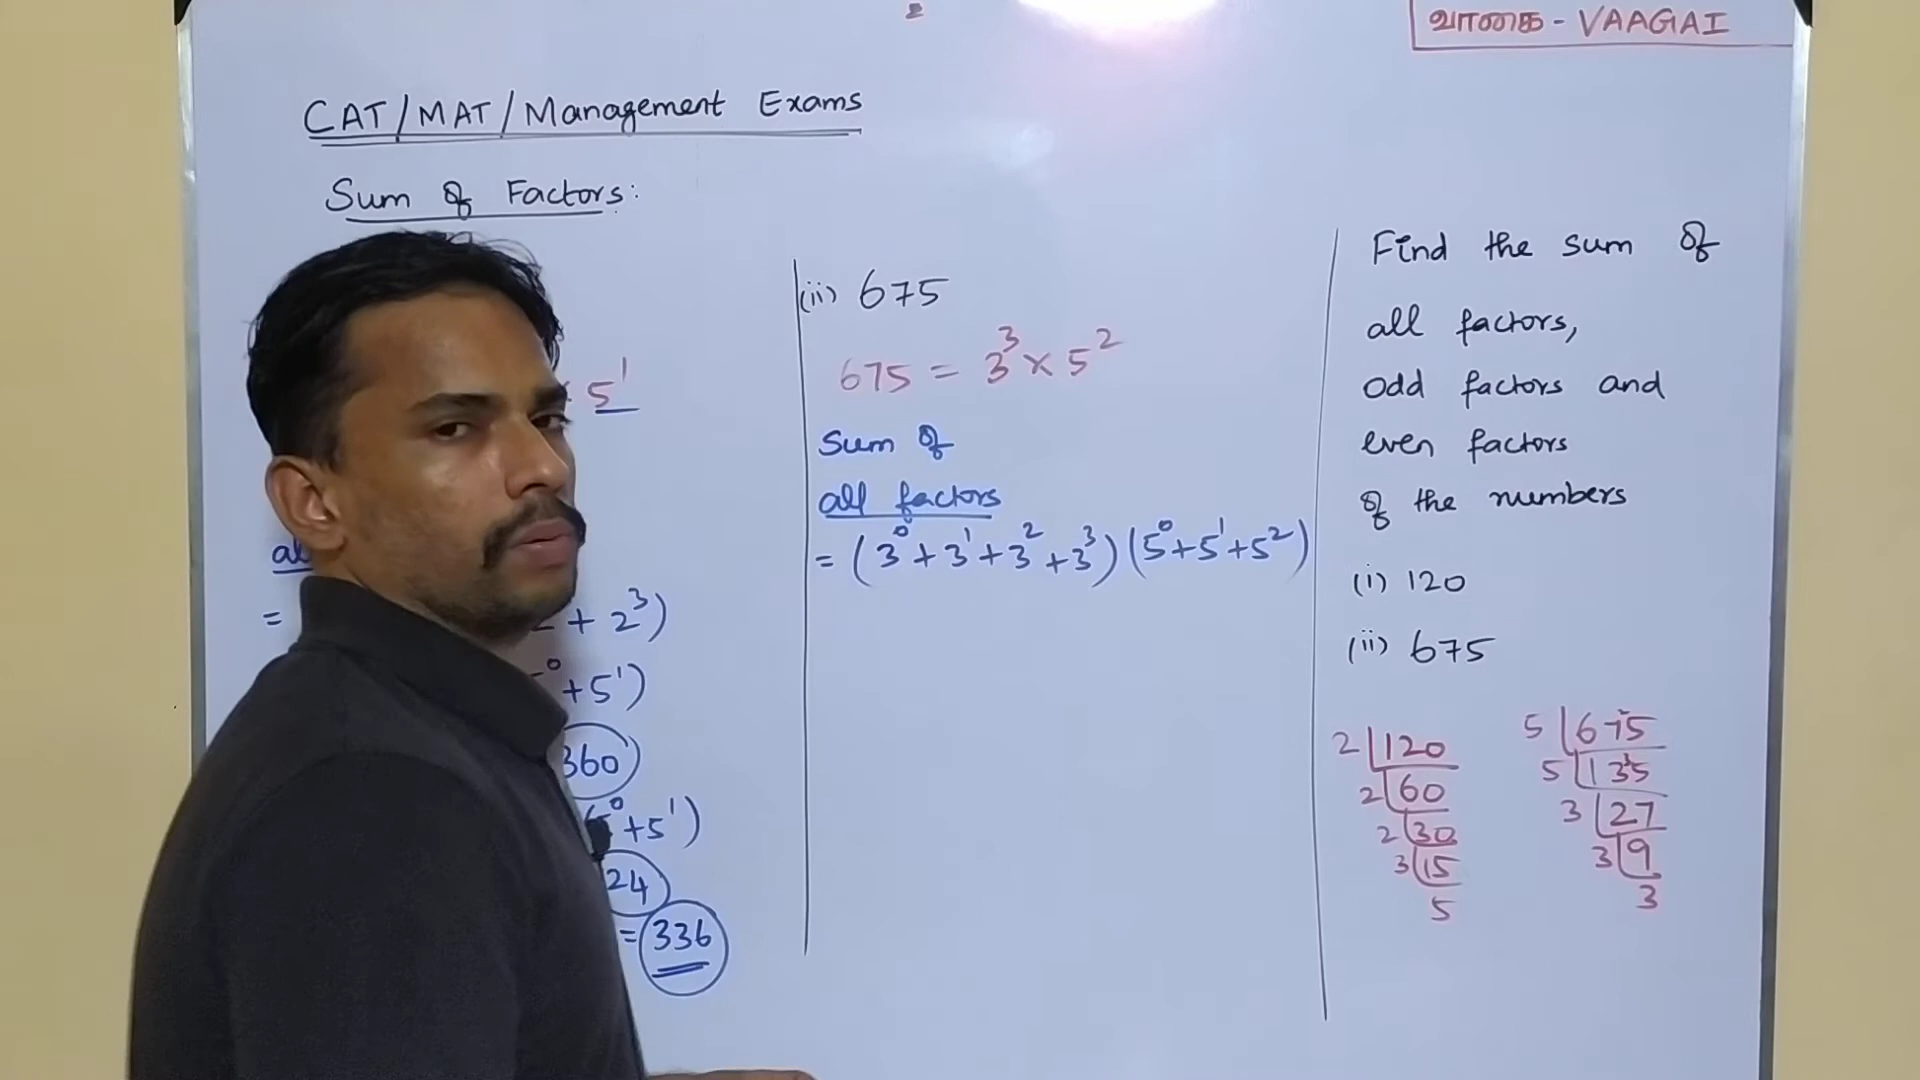 வாகை - VAAGAI
CAT/MAT/Management Exams
Sum of Factors:
5¹
+ 2³)
+5¹)
360
5⁰+5¹)
24
= 336
(ii) 675
675 = 3³ × 5²
Sum of
all factors
= (3⁰ + 3¹ + 3² + 3³) (5⁰ + 5¹ + 5²)
Find the sum of
all factors,
odd factors and
even factors
of the numbers
(i) 120
(ii) 675
2 120
2 60
2 30
3 15
5
5 675
5 135
3 27
3 9
3